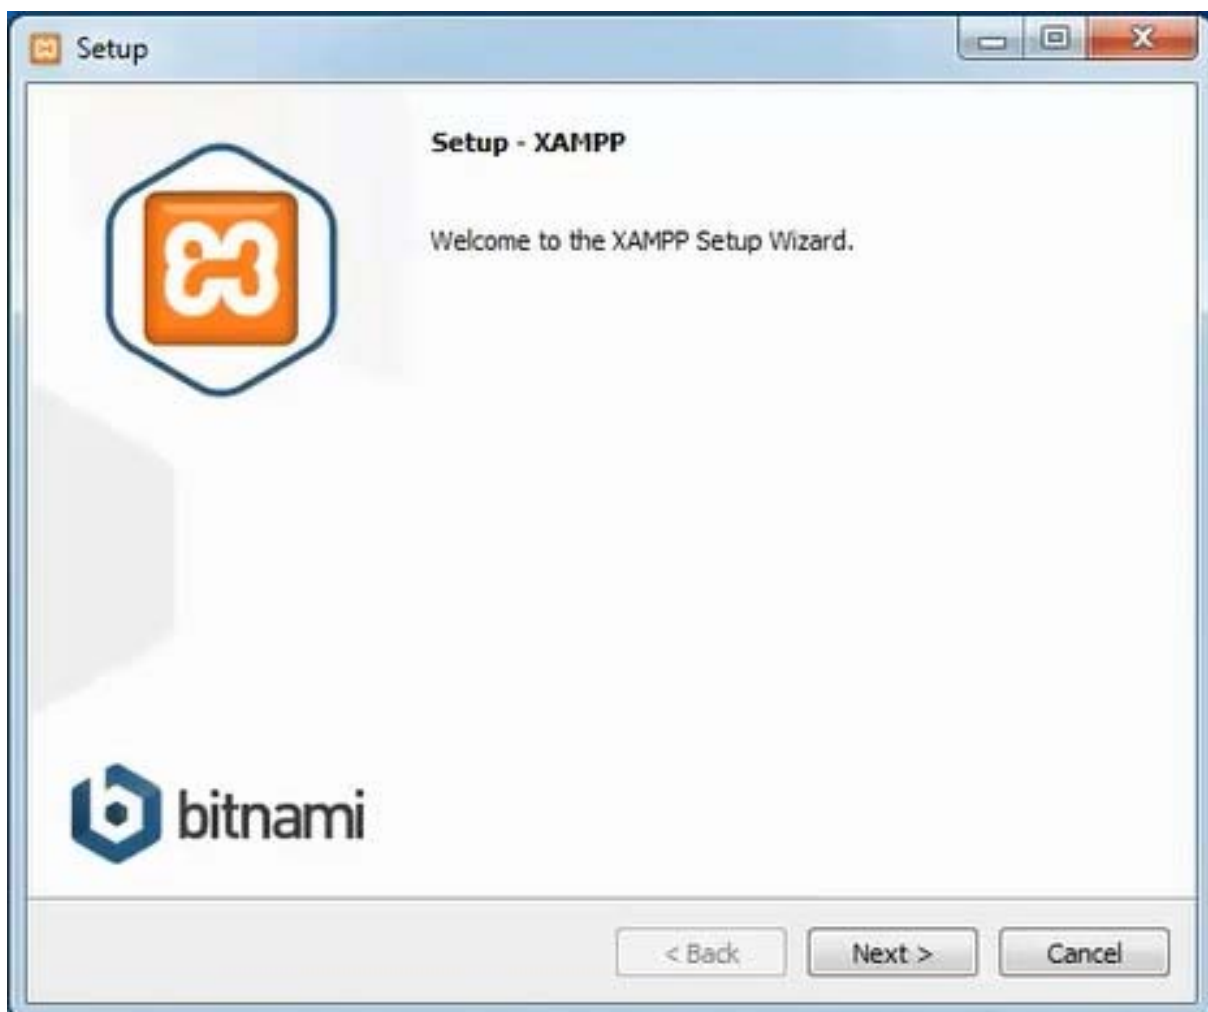 Setup
Setup - XAMPP
Welcome to the XAMPP Setup Wizard.
bitnami
< Back
Next >
Cancel